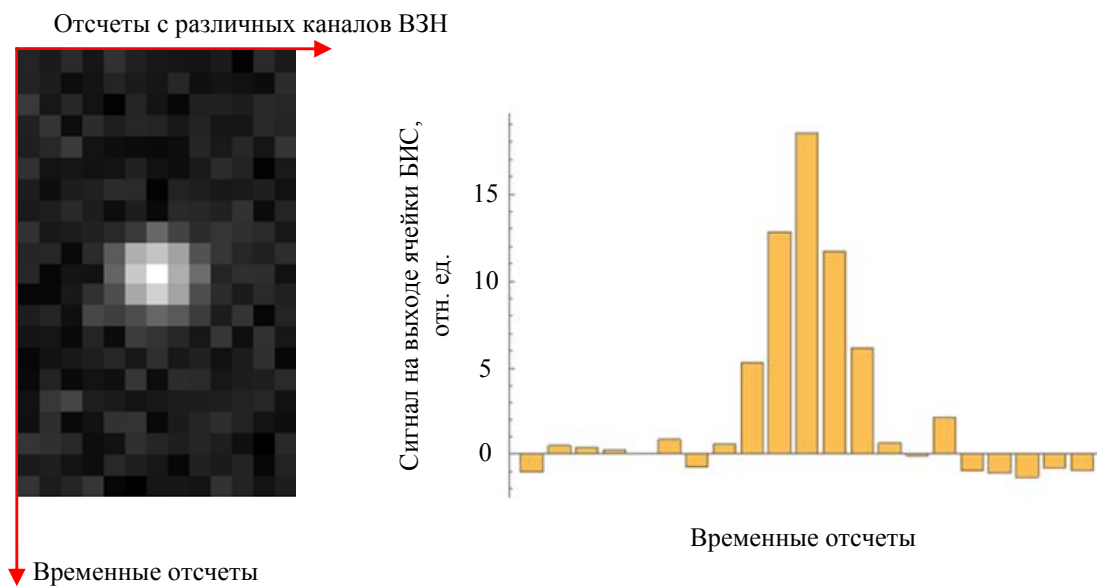 Отсчеты с различных каналов ВЗН
Временные отсчеты
Сигнал на выходе ячейки БИС,
отн. ед.
15
10
5
0
Временные отсчеты